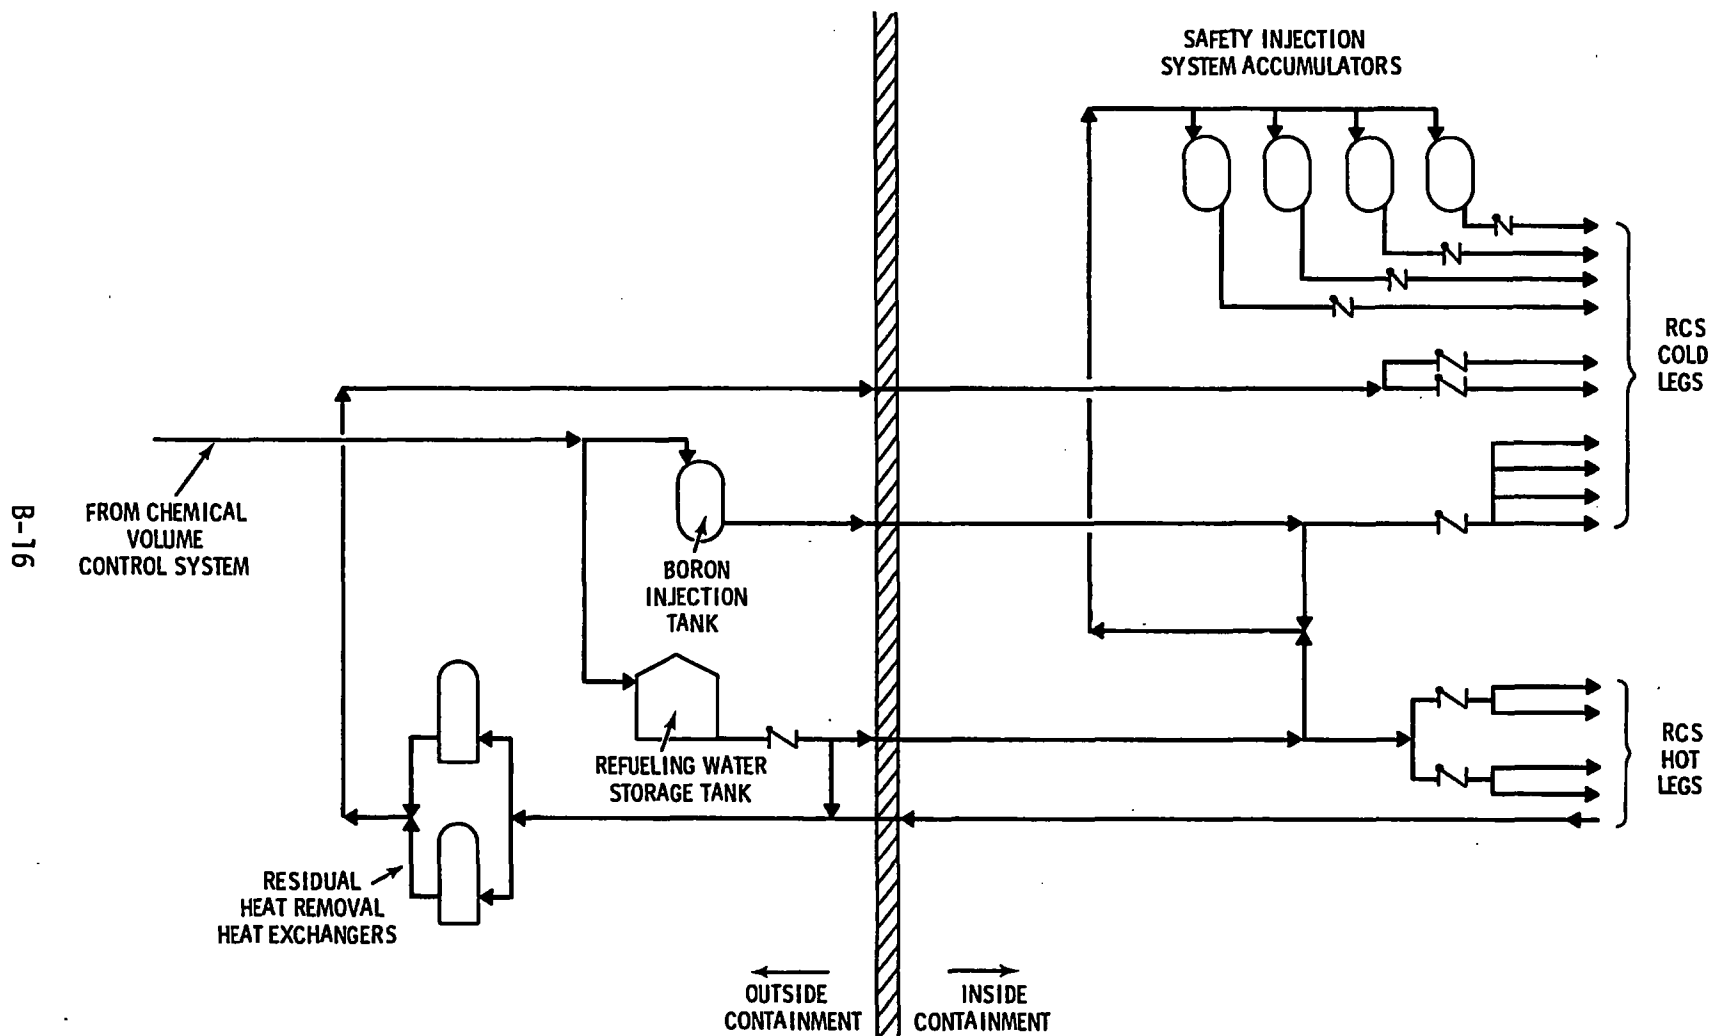 SAFETY INJECTION
SYSTEM ACCUMULATORS
RCS
COLD
LEGS
FROM CHEMICAL
VOLUME
CONTROL SYSTEM
B-16
BORON
INJECTION
TANK
REFUELING WATER
STORAGE TANK
RCS
HOT
LEGS
RESIDUAL
HEAT REMOVAL
HEAT EXCHANGERS
OUTSIDE
CONTAINMENT
INSIDE
CONTAINMENT